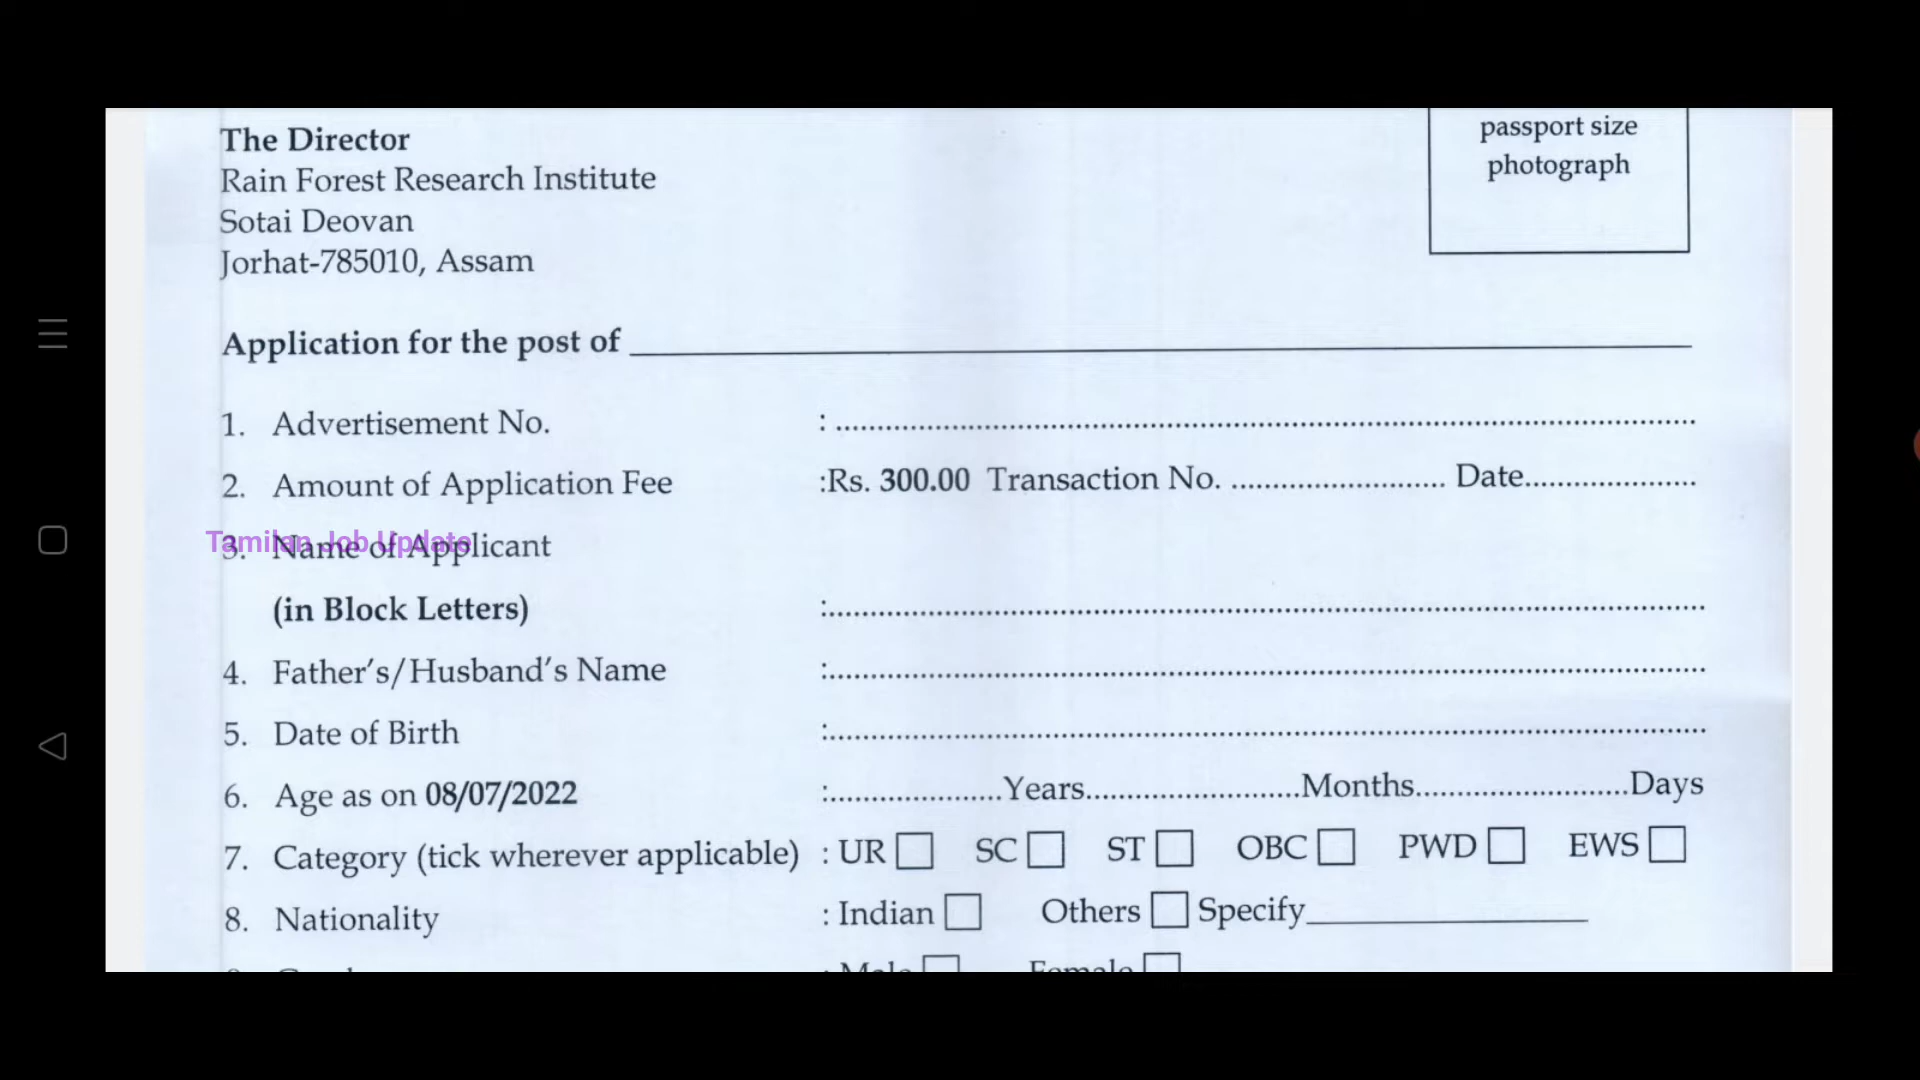 The Director
passport size
Rain Forest Research Institute
photograph
Sotai Deovan
Jorhat-785010, Assam
Application for the post of
1. Advertisement No. :
2. Amount of Application Fee :Rs. 300.00 Transaction No. Date
Tamilan Job Update
3. Name of Applicant
(in Block Letters) :
4. Father's/Husband's Name :
5. Date of Birth :
6. Age as on 08/07/2022 : Years Months Days
7. Category (tick wherever applicable) : UR SC ST OBC PWD EWS
8. Nationality : Indian Others Specify
: Male Female